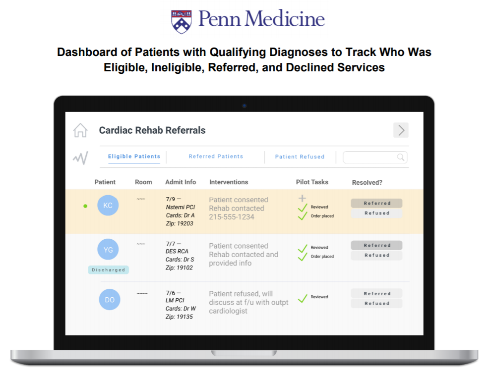 Penn Medicine
Dashboard of Patients with Qualifying Diagnoses to Track Who Was
Eligible, Ineligible, Referred, and Declined Services
Cardiac Rehab Referrals
Eligible Patients
Referred Patients
Patient Refused
Patient Room Admit Info Interventions Pilot Tasks Resolved?
KC
---
7/9 –
Nstemi PCI
Cards: Dr A
Zip: 19203
Patient consented
Rehab contacted
215-555-1234
Reviewed
Order placed
Referred
Refused
YG
Discharged
---
7/7 –
DES RCA
Cards: Dr S
Zip: 19102
Patient consented
Rehab contacted and
provided info
Reviewed
Order placed
Referred
Refused
DD
----
7/6 –
LM PCI
Cards: Dr W
Zip: 19135
Patient refused, will
discuss at f/u with outpt
cardiologist
Reviewed
Referred
Refused